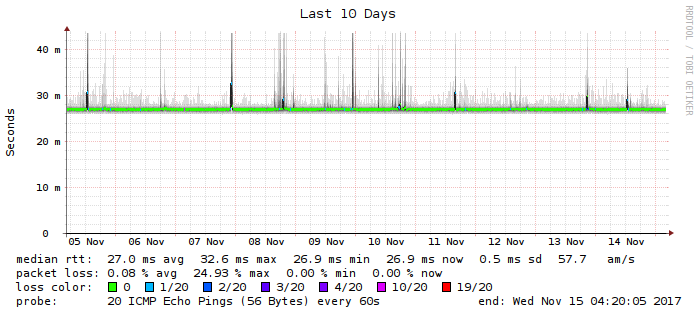 Last 10 Days
RRDTOOL / TOBI OETIKER
Seconds
40 m
30 m
20 m
10 m
0
05 Nov 06 Nov 07 Nov 08 Nov 09 Nov 10 Nov 11 Nov 12 Nov 13 Nov 14 Nov
median rtt: 27.0 ms avg 32.6 ms max 26.9 ms min 26.9 ms now 0.5 ms sd 57.7 am/s
packet loss: 0.08 % avg 24.93 % max 0.00 % min 0.00 % now
loss color: 0 1/20 2/20 3/20 4/20 10/20 19/20
probe: 20 ICMP Echo Pings (56 Bytes) every 60s end: Wed Nov 15 04:20:05 2017